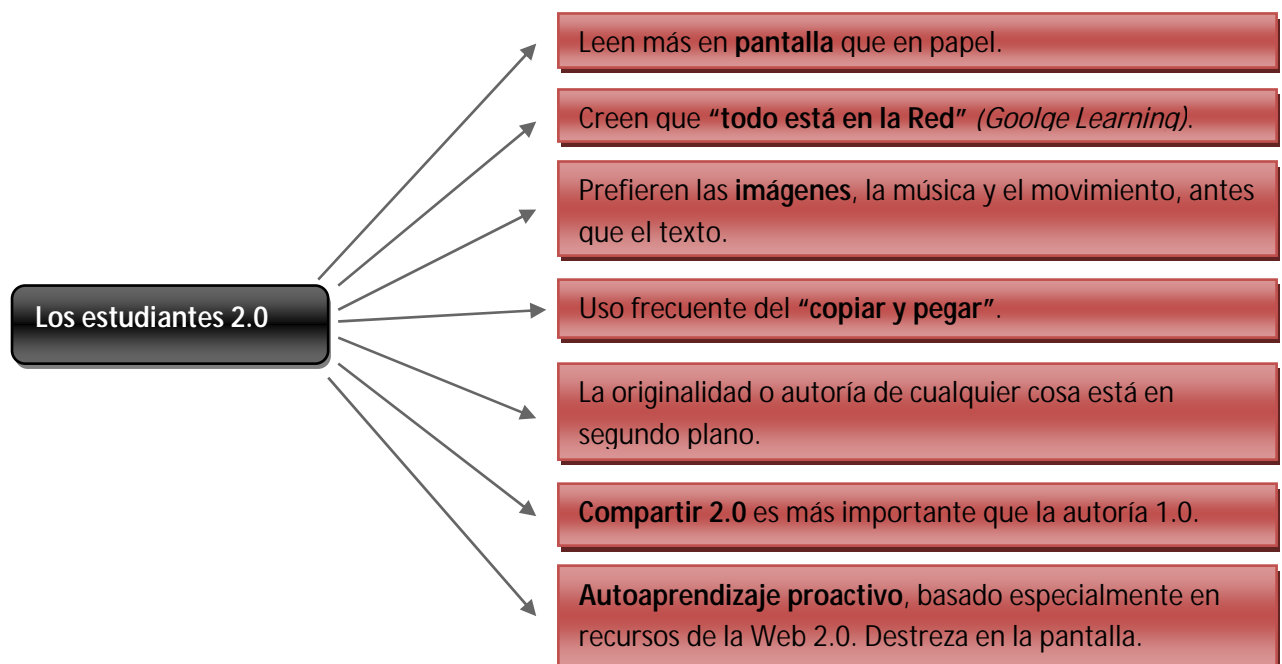 Leen más en pantalla que en papel.
Creen que “todo está en la Red” (Goolge Learning).
Prefieren las imágenes, la música y el movimiento, antes
que el texto.
Los estudiantes 2.0
Uso frecuente del “copiar y pegar”.
La originalidad o autoría de cualquier cosa está en
segundo plano.
Compartir 2.0 es más importante que la autoría 1.0.
Autoaprendizaje proactivo, basado especialmente en
recursos de la Web 2.0. Destreza en la pantalla.